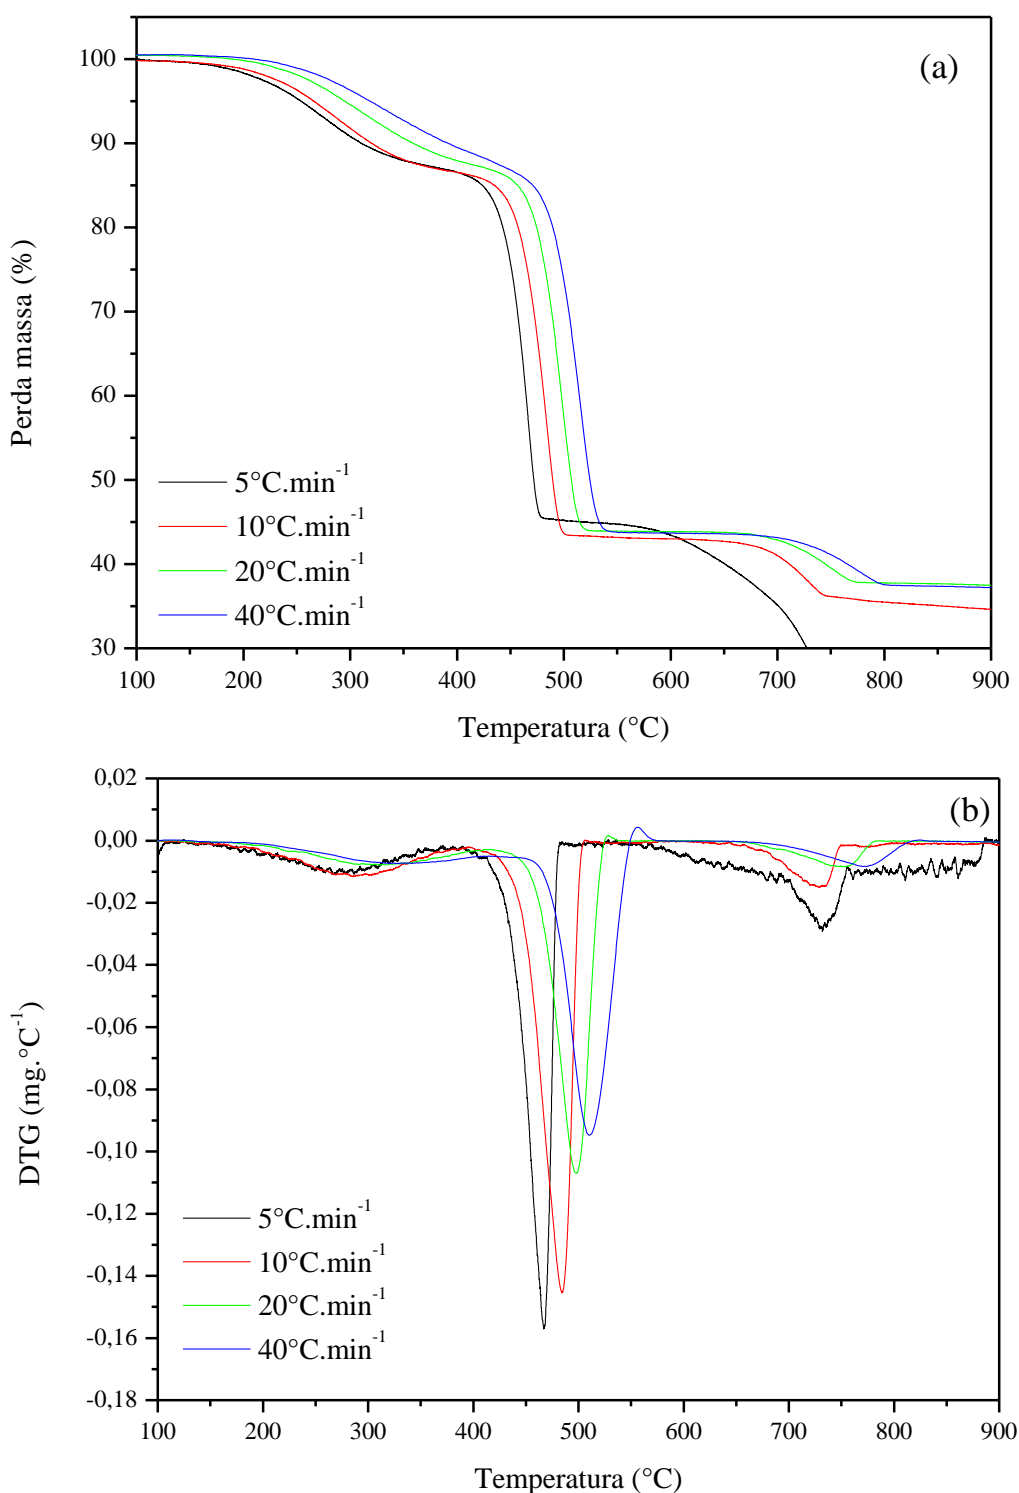 (a)
100
90
80
70
60
50
40
30
Perda massa (%)
5°C.min⁻¹
10°C.min⁻¹
20°C.min⁻¹
40°C.min⁻¹
100 200 300 400 500 600 700 800 900
Temperatura (°C)
(b)
0,02
0,00
-0,02
-0,04
-0,06
-0,08
-0,10
-0,12
-0,14
-0,16
-0,18
DTG (mg.°C⁻¹)
5°C.min⁻¹
10°C.min⁻¹
20°C.min⁻¹
40°C.min⁻¹
100 200 300 400 500 600 700 800 900
Temperatura (°C)